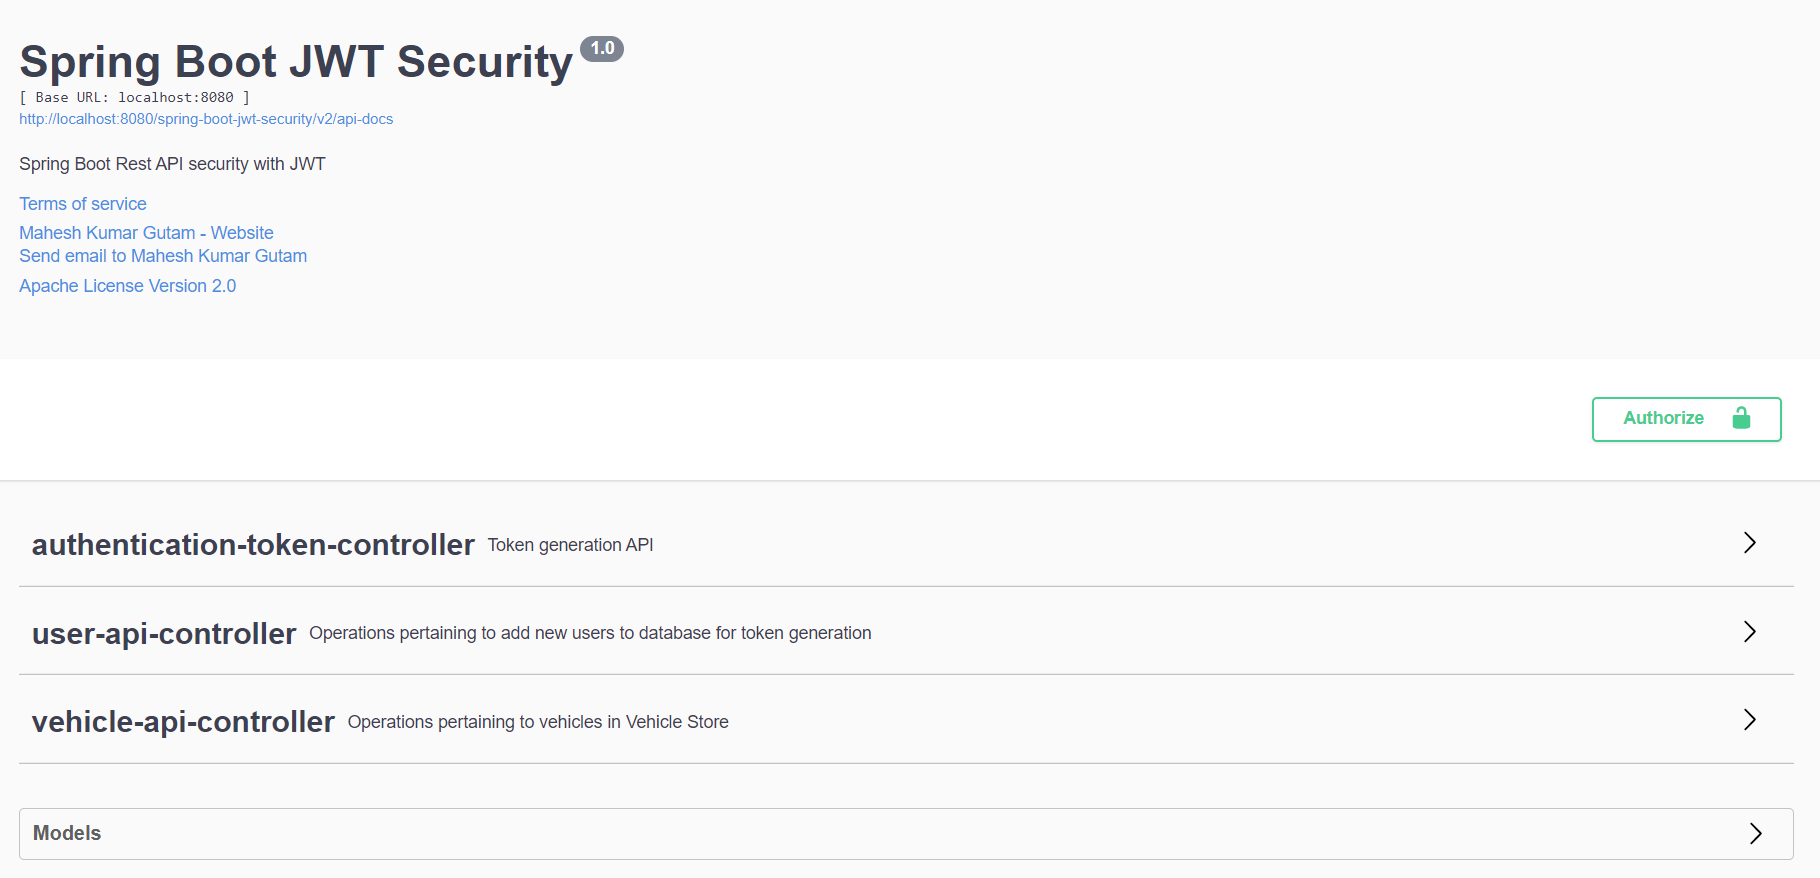 Spring Boot JWT Security 1.0
[ Base URL: localhost:8080 ]
http://localhost:8080/spring-boot-jwt-security/v2/api-docs
Spring Boot Rest API security with JWT
Terms of service
Mahesh Kumar Gutam - Website
Send email to Mahesh Kumar Gutam
Apache License Version 2.0
Authorize
authentication-token-controller Token generation API
user-api-controller Operations pertaining to add new users to database for token generation
vehicle-api-controller Operations pertaining to vehicles in Vehicle Store
Models